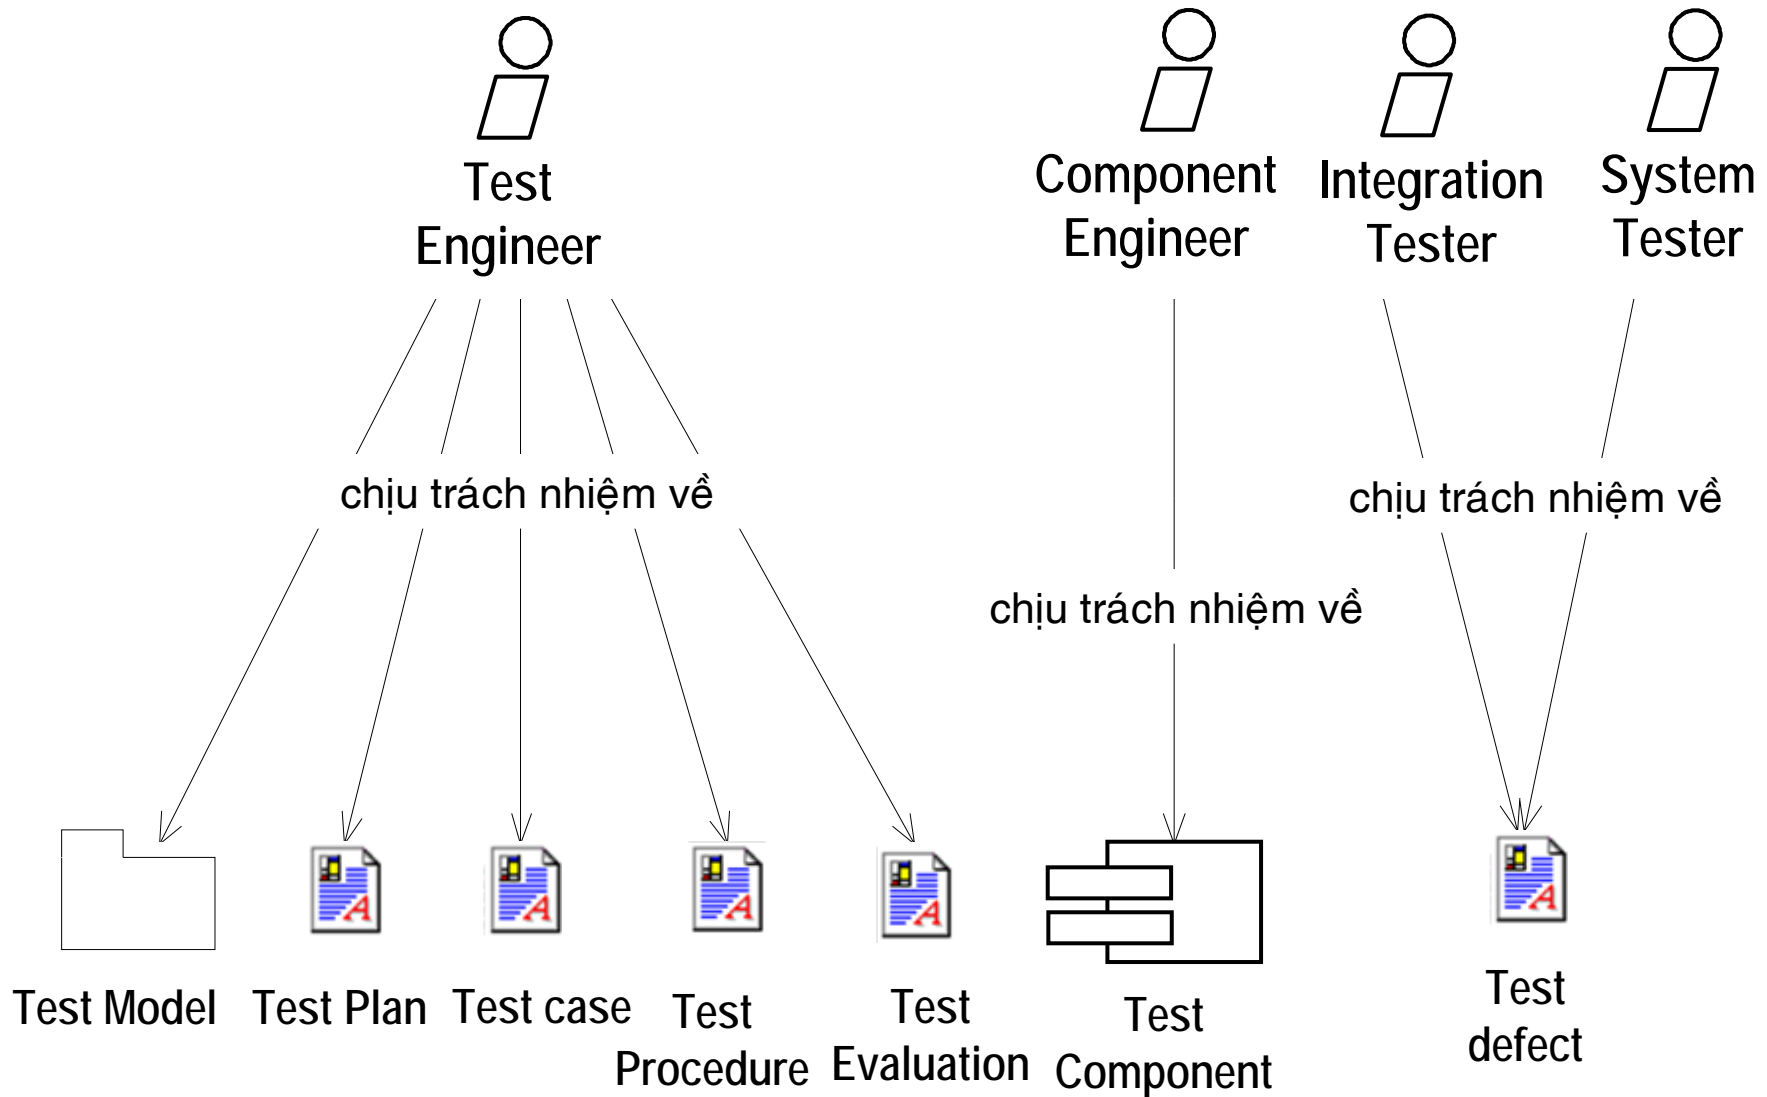 Test
Engineer
Component
Engineer
Integration
Tester
System
Tester
chịu trách nhiệm về
chịu trách nhiệm về
chịu trách nhiệm về
Test Model
Test Plan
Test case
Test
Procedure
Test
Evaluation
Test
Component
Test
defect